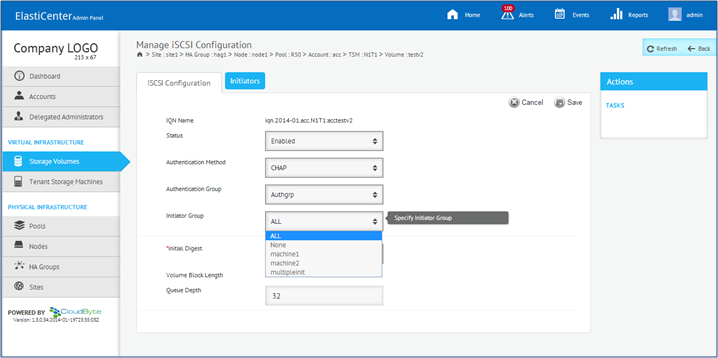 ElastiCenter Admin Panel
Home
100
Alerts
Events
Reports
admin
Company LOGO
215 x 67
Manage iSCSI Configuration
> Site : site1 > HA Group : hag1 > Node : node1 > Pool : R50 > Account : acc > TSM : N1T1 > Volume : testv2
Refresh
Back
Dashboard
Accounts
Delegated Administrators
VIRTUAL INFRASTRUCTURE
Storage Volumes
Tenant Storage Machines
PHYSICAL INFRASTRUCTURE
Pools
Nodes
HA Groups
Sites
POWERED BY CloudByte
Version: 1.3.0.34.2014-01-19T23:55:03Z
iSCSI Configuration
Initiators
Cancel
Save
IQN Name
iqn.2014-01.acc.N1T1:acctestv2
Status
Enabled
Authentication Method
CHAP
Authentication Group
Authgrp
Initiator Group
ALL
Specify Initiator Group
ALL
None
machine1
machine2
multipleinit
*Initial Digest
Volume Block Length
Queue Depth
32
Actions
TASKS